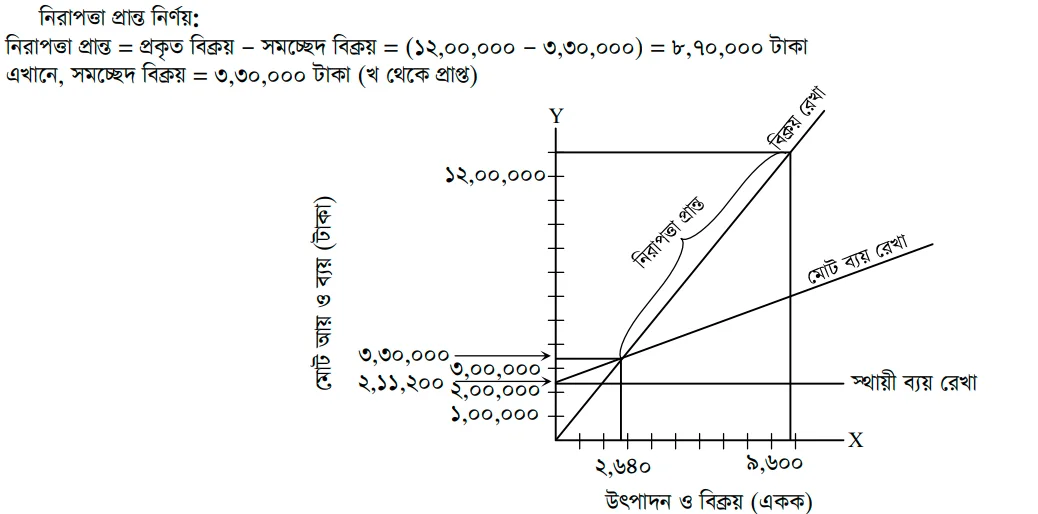 নিরাপত্তা প্রান্ত নির্ণয়:
নিরাপত্তা প্রান্ত = প্রকৃত বিক্রয় – সমচ্ছেদ বিক্রয় = (১২,০০,০০০ – ৩,৩০,০০০) = ৮,৭০,০০০ টাকা
এখানে, সমচ্ছেদ বিক্রয় = ৩,৩০,০০০ টাকা (খ থেকে প্রাপ্ত)
Y
বিক্রয় রেখা
১২,০০,০০০
নিরাপত্তা প্রান্ত
মোট ব্যয় রেখা
মোট আয় ও ব্যয় (টাকা)
৩,৩০,০০০
৩,০০,০০০
২,১১,২০০
২,০০,০০০
স্থায়ী ব্যয় রেখা
১,০০,০০০
X
২,৬৪০
৯,৬০০
উৎপাদন ও বিক্রয় (একক)